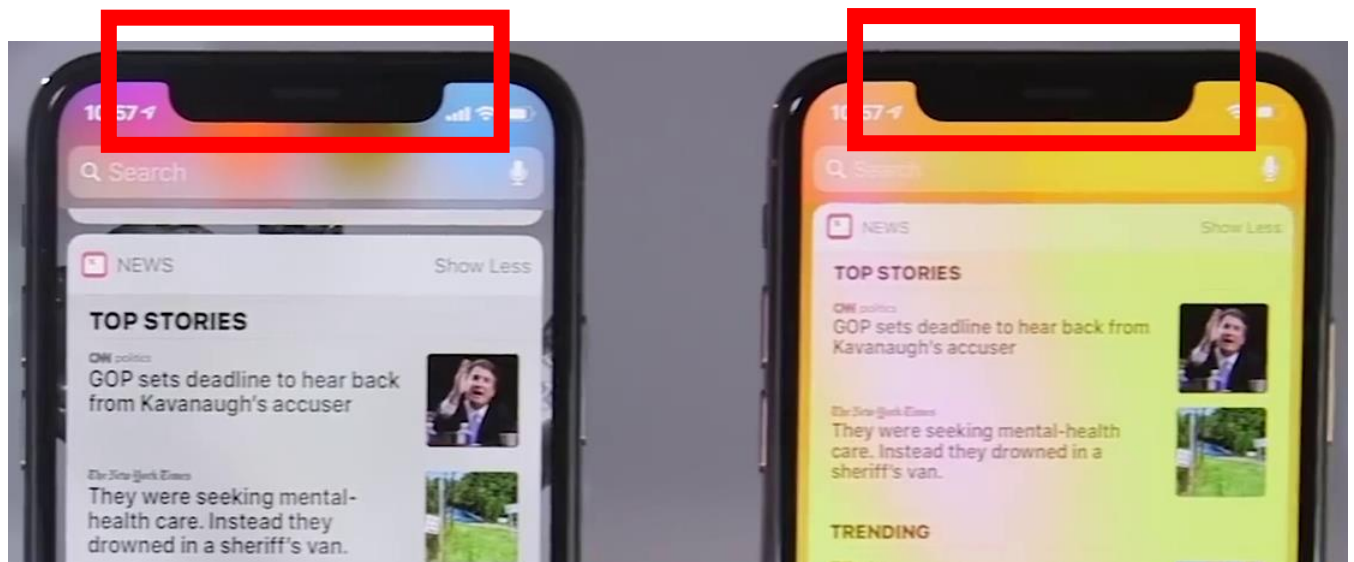 10:57
Search
NEWS Show Less
TOP STORIES
CNN politics
GOP sets deadline to hear back
from Kavanaugh's accuser
The New York Times
They were seeking mental-
health care. Instead they
drowned in a sheriff's van.
10:57
Search
NEWS Show Less
TOP STORIES
CNN politics
GOP sets deadline to hear back from
Kavanaugh's accuser
The New York Times
They were seeking mental-health
care. Instead they drowned in a
sheriff's van.
TRENDING